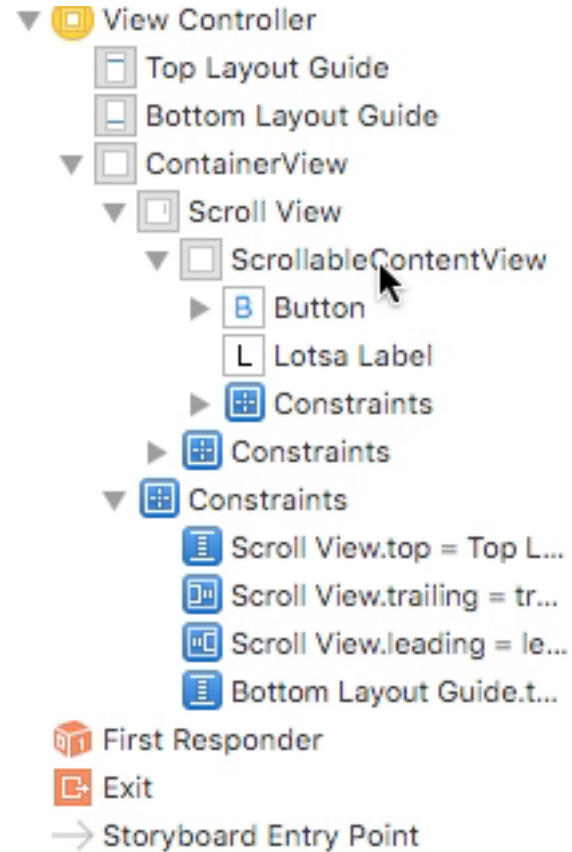 View Controller
Top Layout Guide
Bottom Layout Guide
ContainerView
Scroll View
ScrollableContentView
B Button
L Lotsa Label
Constraints
Constraints
Constraints
Scroll View.top = Top L...
Scroll View.trailing = tr...
Scroll View.leading = le...
Bottom Layout Guide.t...
First Responder
Exit
Storyboard Entry Point